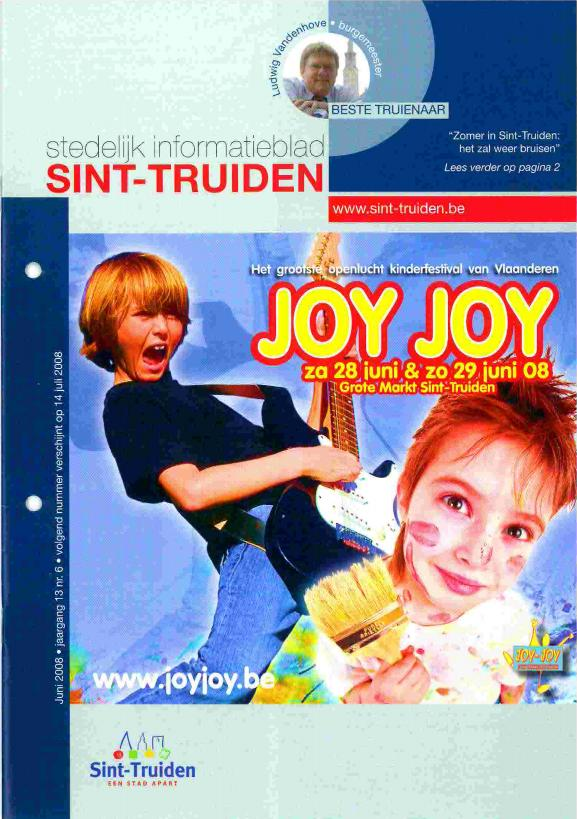 Ludwig Vandenhove • burgemeester
BESTE TRUIENAAR
stedelijk informatieblad
SINT-TRUIDEN
"Zomer in Sint-Truiden:
het zal weer bruisen"
Lees verder op pagina 2
www.sint-truiden.be
Het grootste openlucht kinderfestival van Vlaanderen
JOY JOY
za 28 juni & zo 29 juni 08
Grote Markt Sint-Truiden
Juni 2008 • jaargang 13 nr. 6 • volgend nummer verschijnt op 14 juli 2008
www.joyjoy.be
JOY-JOY
Sint-Truiden
EEN STAD APART